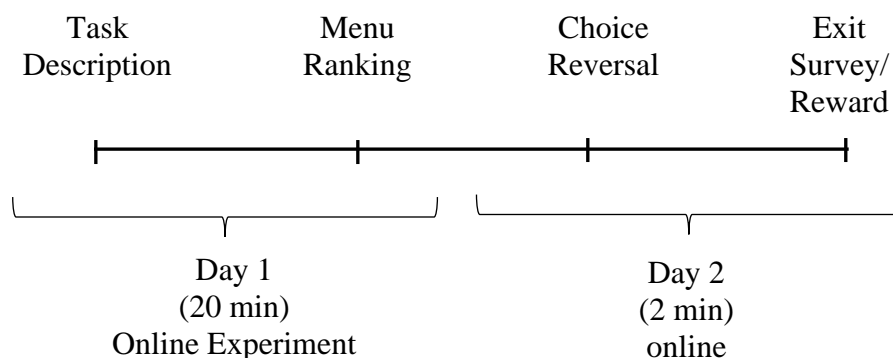 Task
Description
Menu
Ranking
Choice
Reversal
Exit
Survey/
Reward
Day 1
(20 min)
Online Experiment
Day 2
(2 min)
online